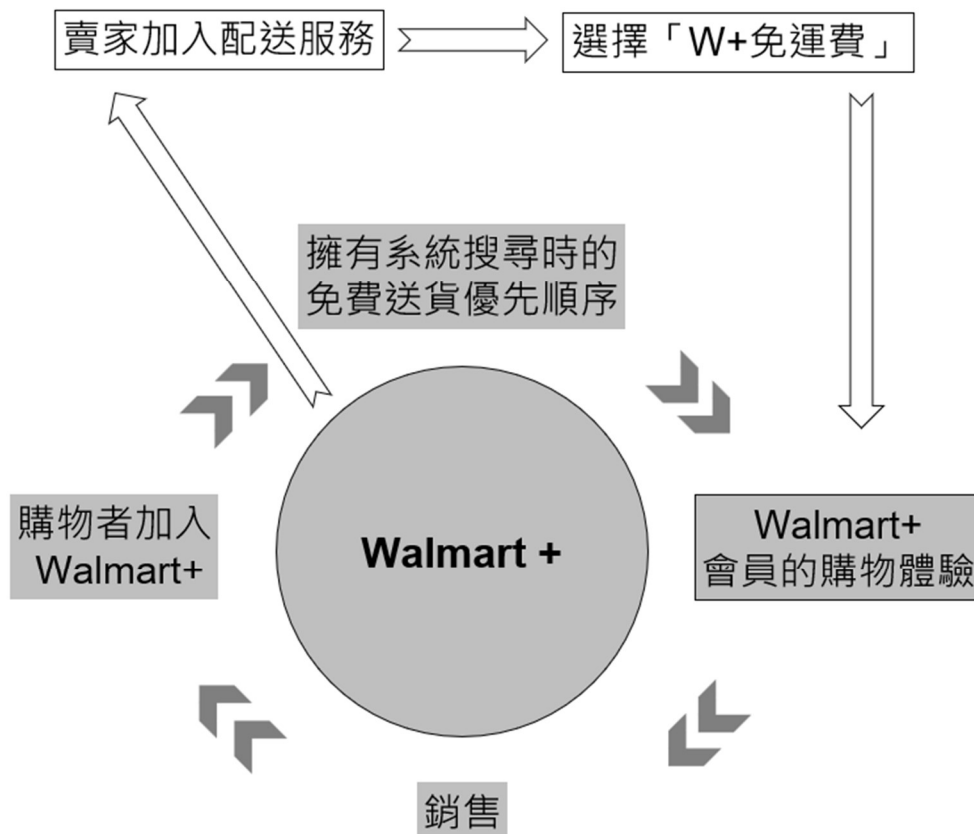 賣家加入配送服務
選擇「W+免運費」
擁有系統搜尋時的
免費送貨優先順序
購物者加入
Walmart+
Walmart +
Walmart+
會員的購物體驗
銷售